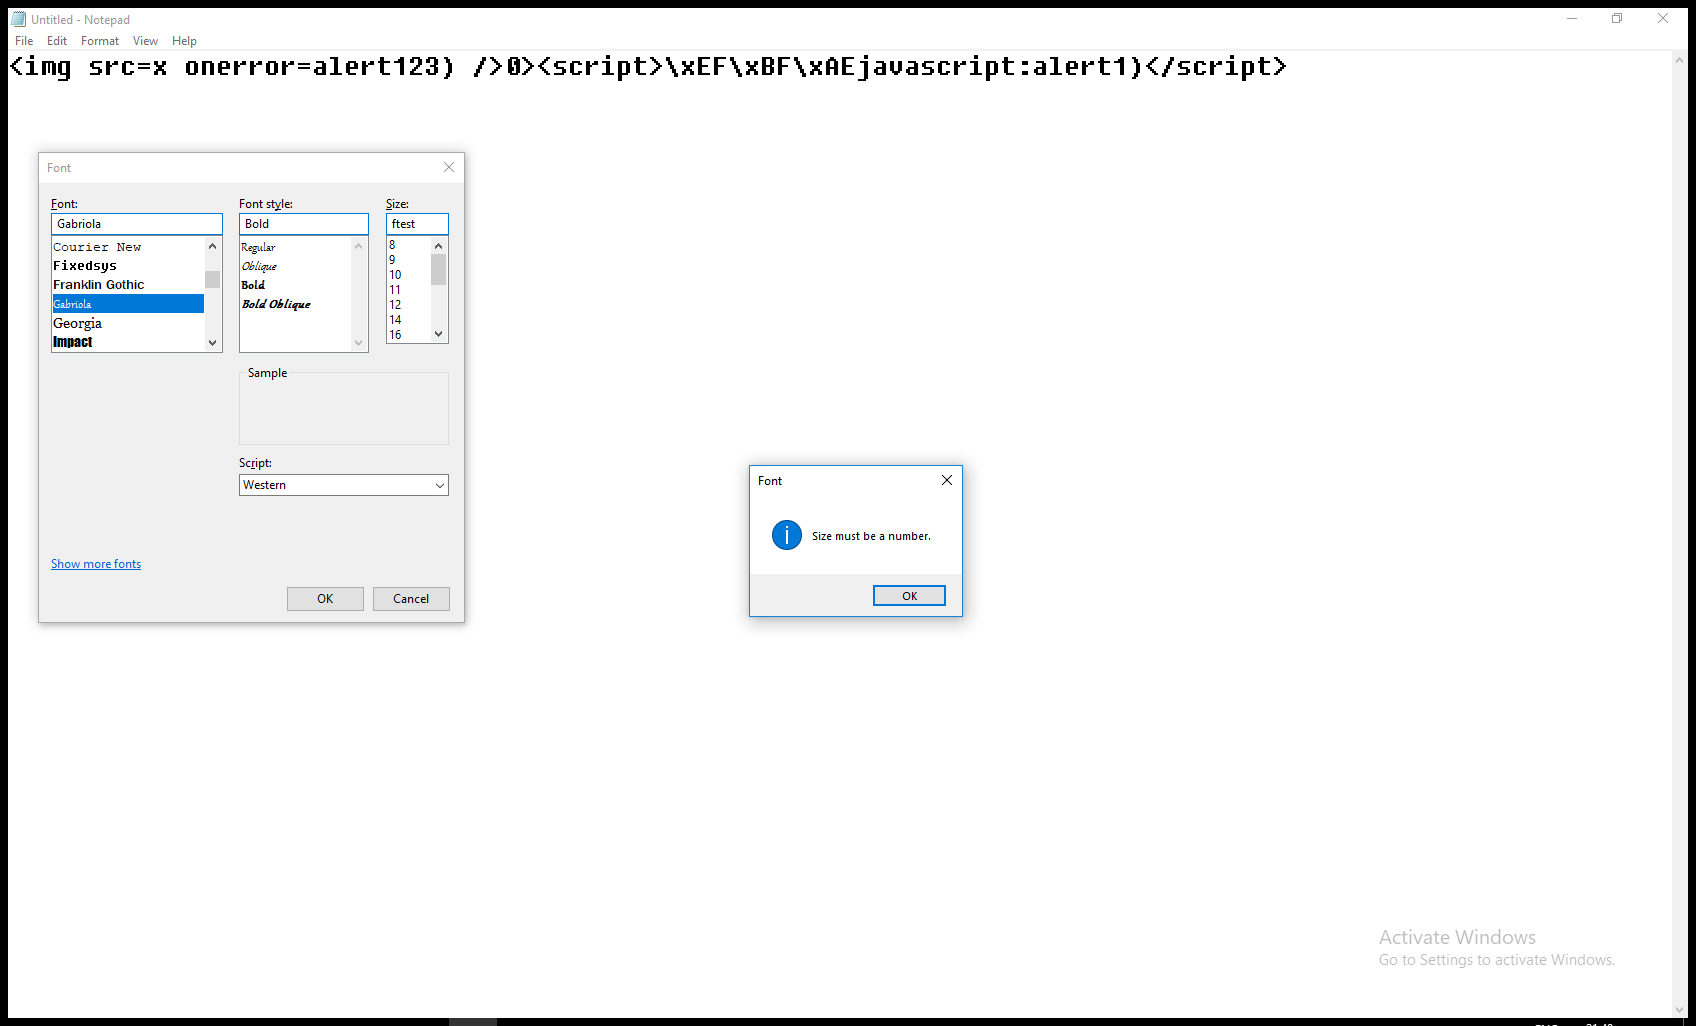 Untitled - Notepad
File Edit Format View Help
<img src=x onerror=alert123) />0><script>\xEF\xBF\xAEjavascript:alert1)</script>
Font
Font: Font style: Size:
Gabriola Bold ftest
Courier New Regular 8
Fixedsys Oblique 9
Franklin Gothic Bold 10
Gabriola Bold Oblique 11
Georgia 12
Impact 14
16
Sample
Script:
Western
Show more fonts
OK Cancel
Font
Size must be a number.
OK
Activate Windows
Go to Settings to activate Windows.